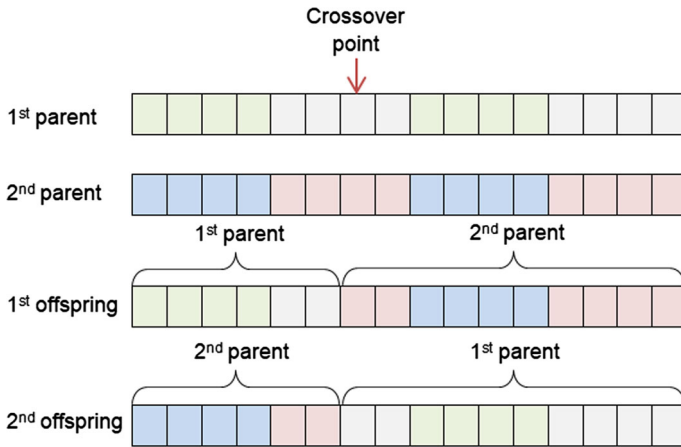 Crossover
point
1st parent
2nd parent
1st parent 2nd parent
1st offspring
2nd parent 1st parent
2nd offspring